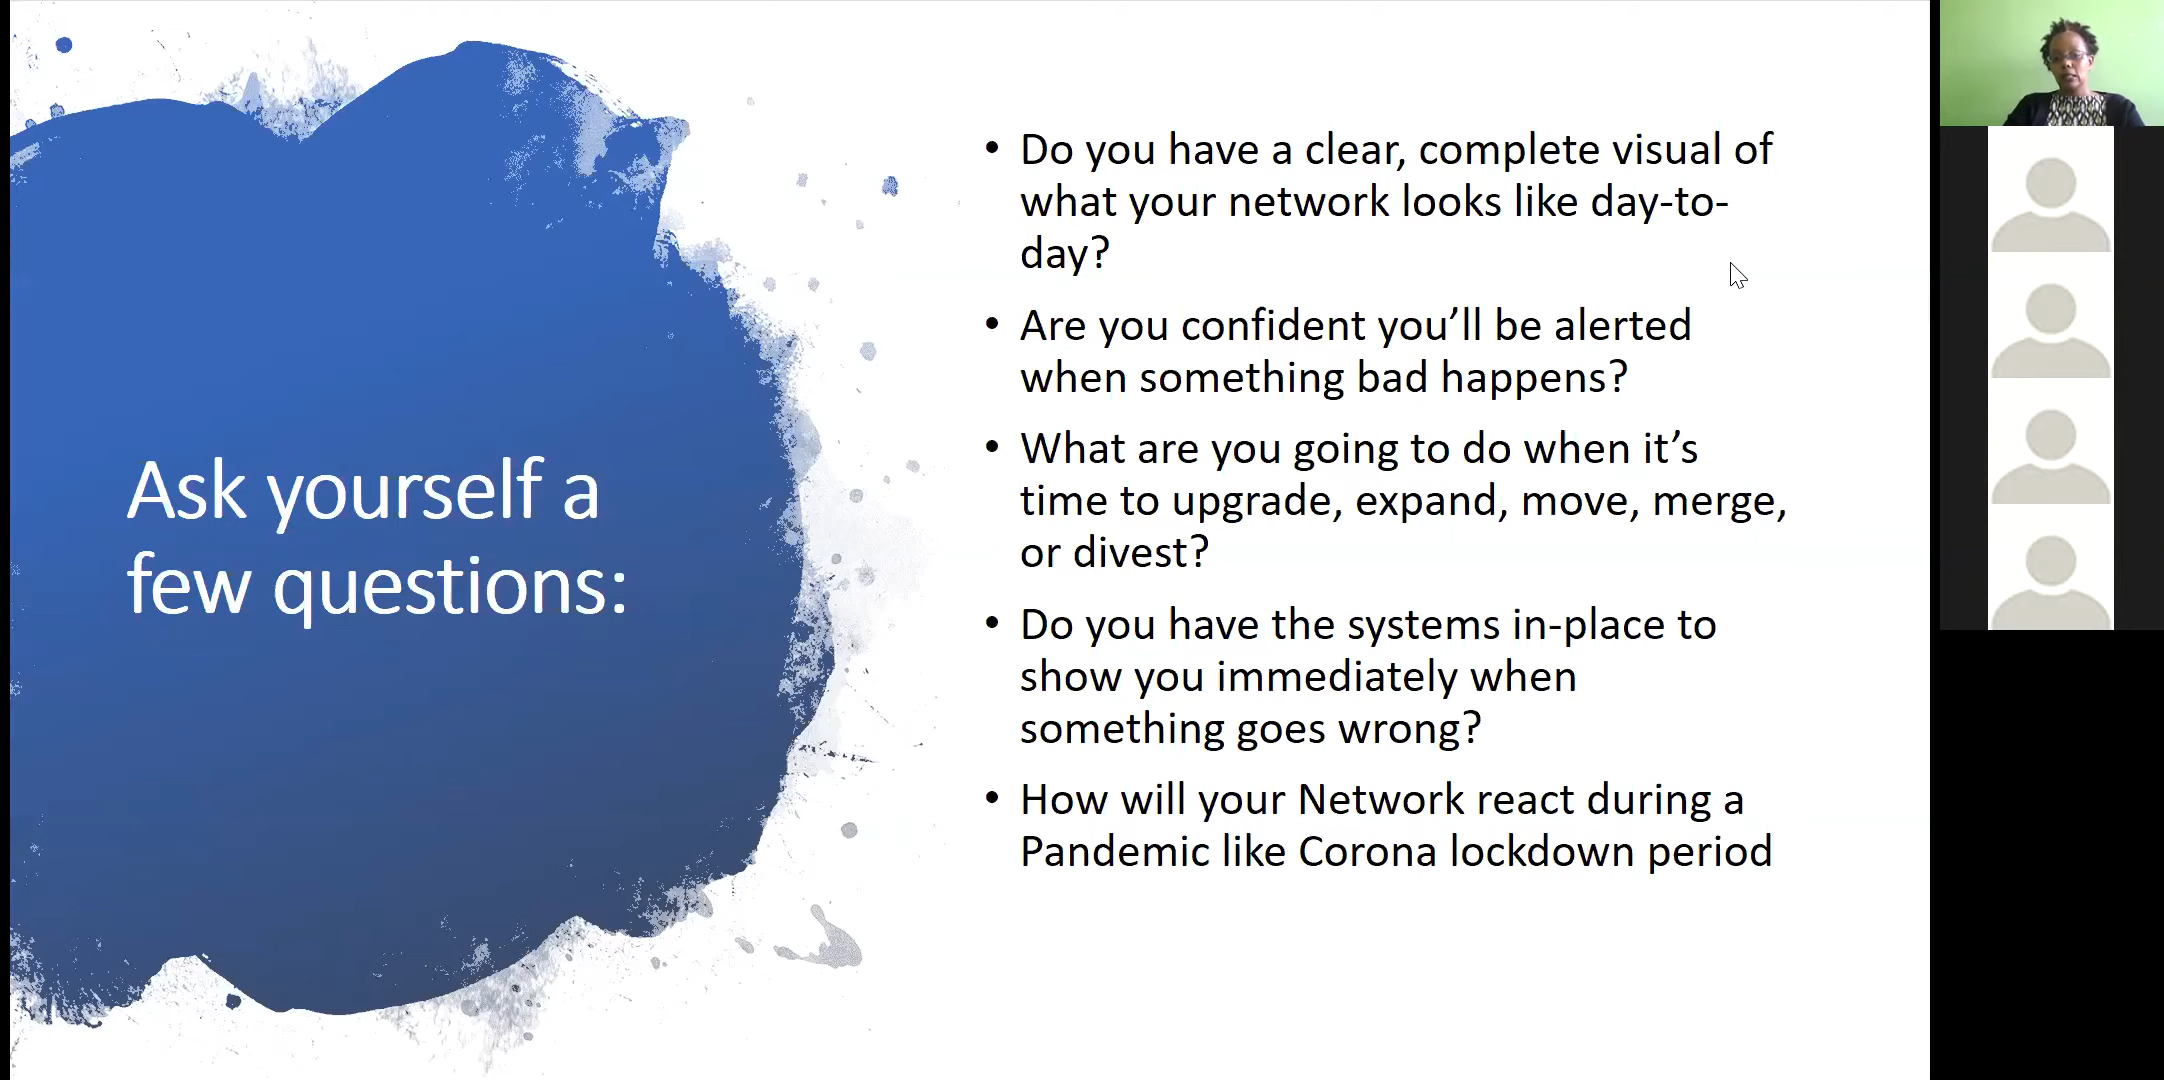 Ask yourself a
few questions:
• Do you have a clear, complete visual of
what your network looks like day-to-
day?
• Are you confident you’ll be alerted
when something bad happens?
• What are you going to do when it’s
time to upgrade, expand, move, merge,
or divest?
• Do you have the systems in-place to
show you immediately when
something goes wrong?
• How will your Network react during a
Pandemic like Corona lockdown period